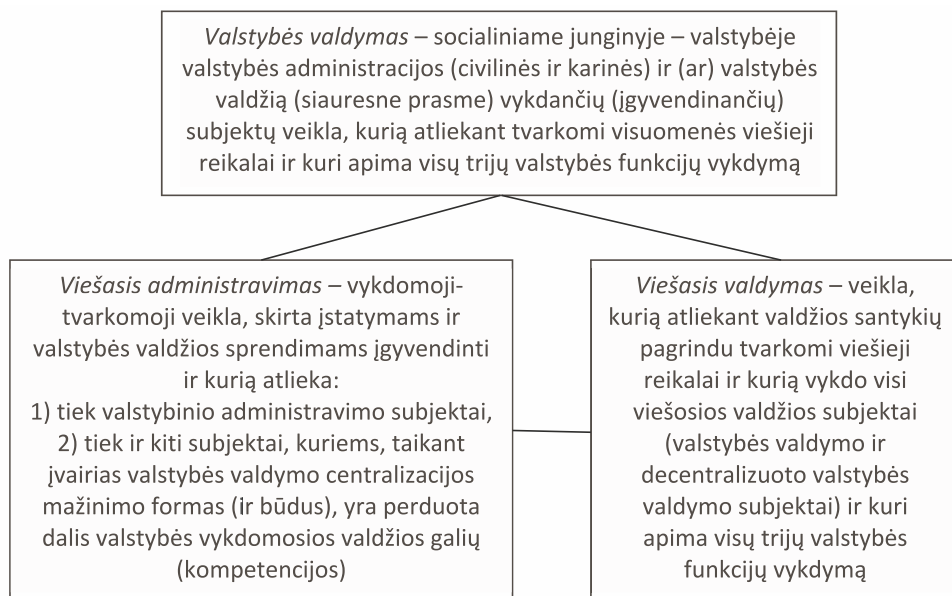 Valstybės valdymas – socialiniame junginyje – valstybėje
valstybės administracijos (civilinės ir karinės) ir (ar) valstybės
valdžią (siauresne prasme) vykdančių (įgyvendinančių)
subjektų veikla, kurią atliekant tvarkomi visuomenės viešieji
reikalai ir kuri apima visų trijų valstybės funkcijų vykdymą
Viešasis administravimas – vykdomoji-
tvarkomoji veikla, skirta įstatymams ir
valstybės valdžios sprendimams įgyvendinti
ir kurią atlieka:
1) tiek valstybinio administravimo subjektai,
2) tiek ir kiti subjektai, kuriems, taikant
įvairias valstybės valdymo centralizacijos
mažinimo formas (ir būdus), yra perduota
dalis valstybės vykdomosios valdžios galių
(kompetencijos)
Viešasis valdymas – veikla,
kurią atliekant valdžios santykių
pagrindu tvarkomi viešieji
reikalai ir kurią vykdo visi
viešosios valdžios subjektai
(valstybės valdymo ir
decentralizuoto valstybės
valdymo subjektai) ir kuri
apima visų trijų valstybės
funkcijų vykdymą